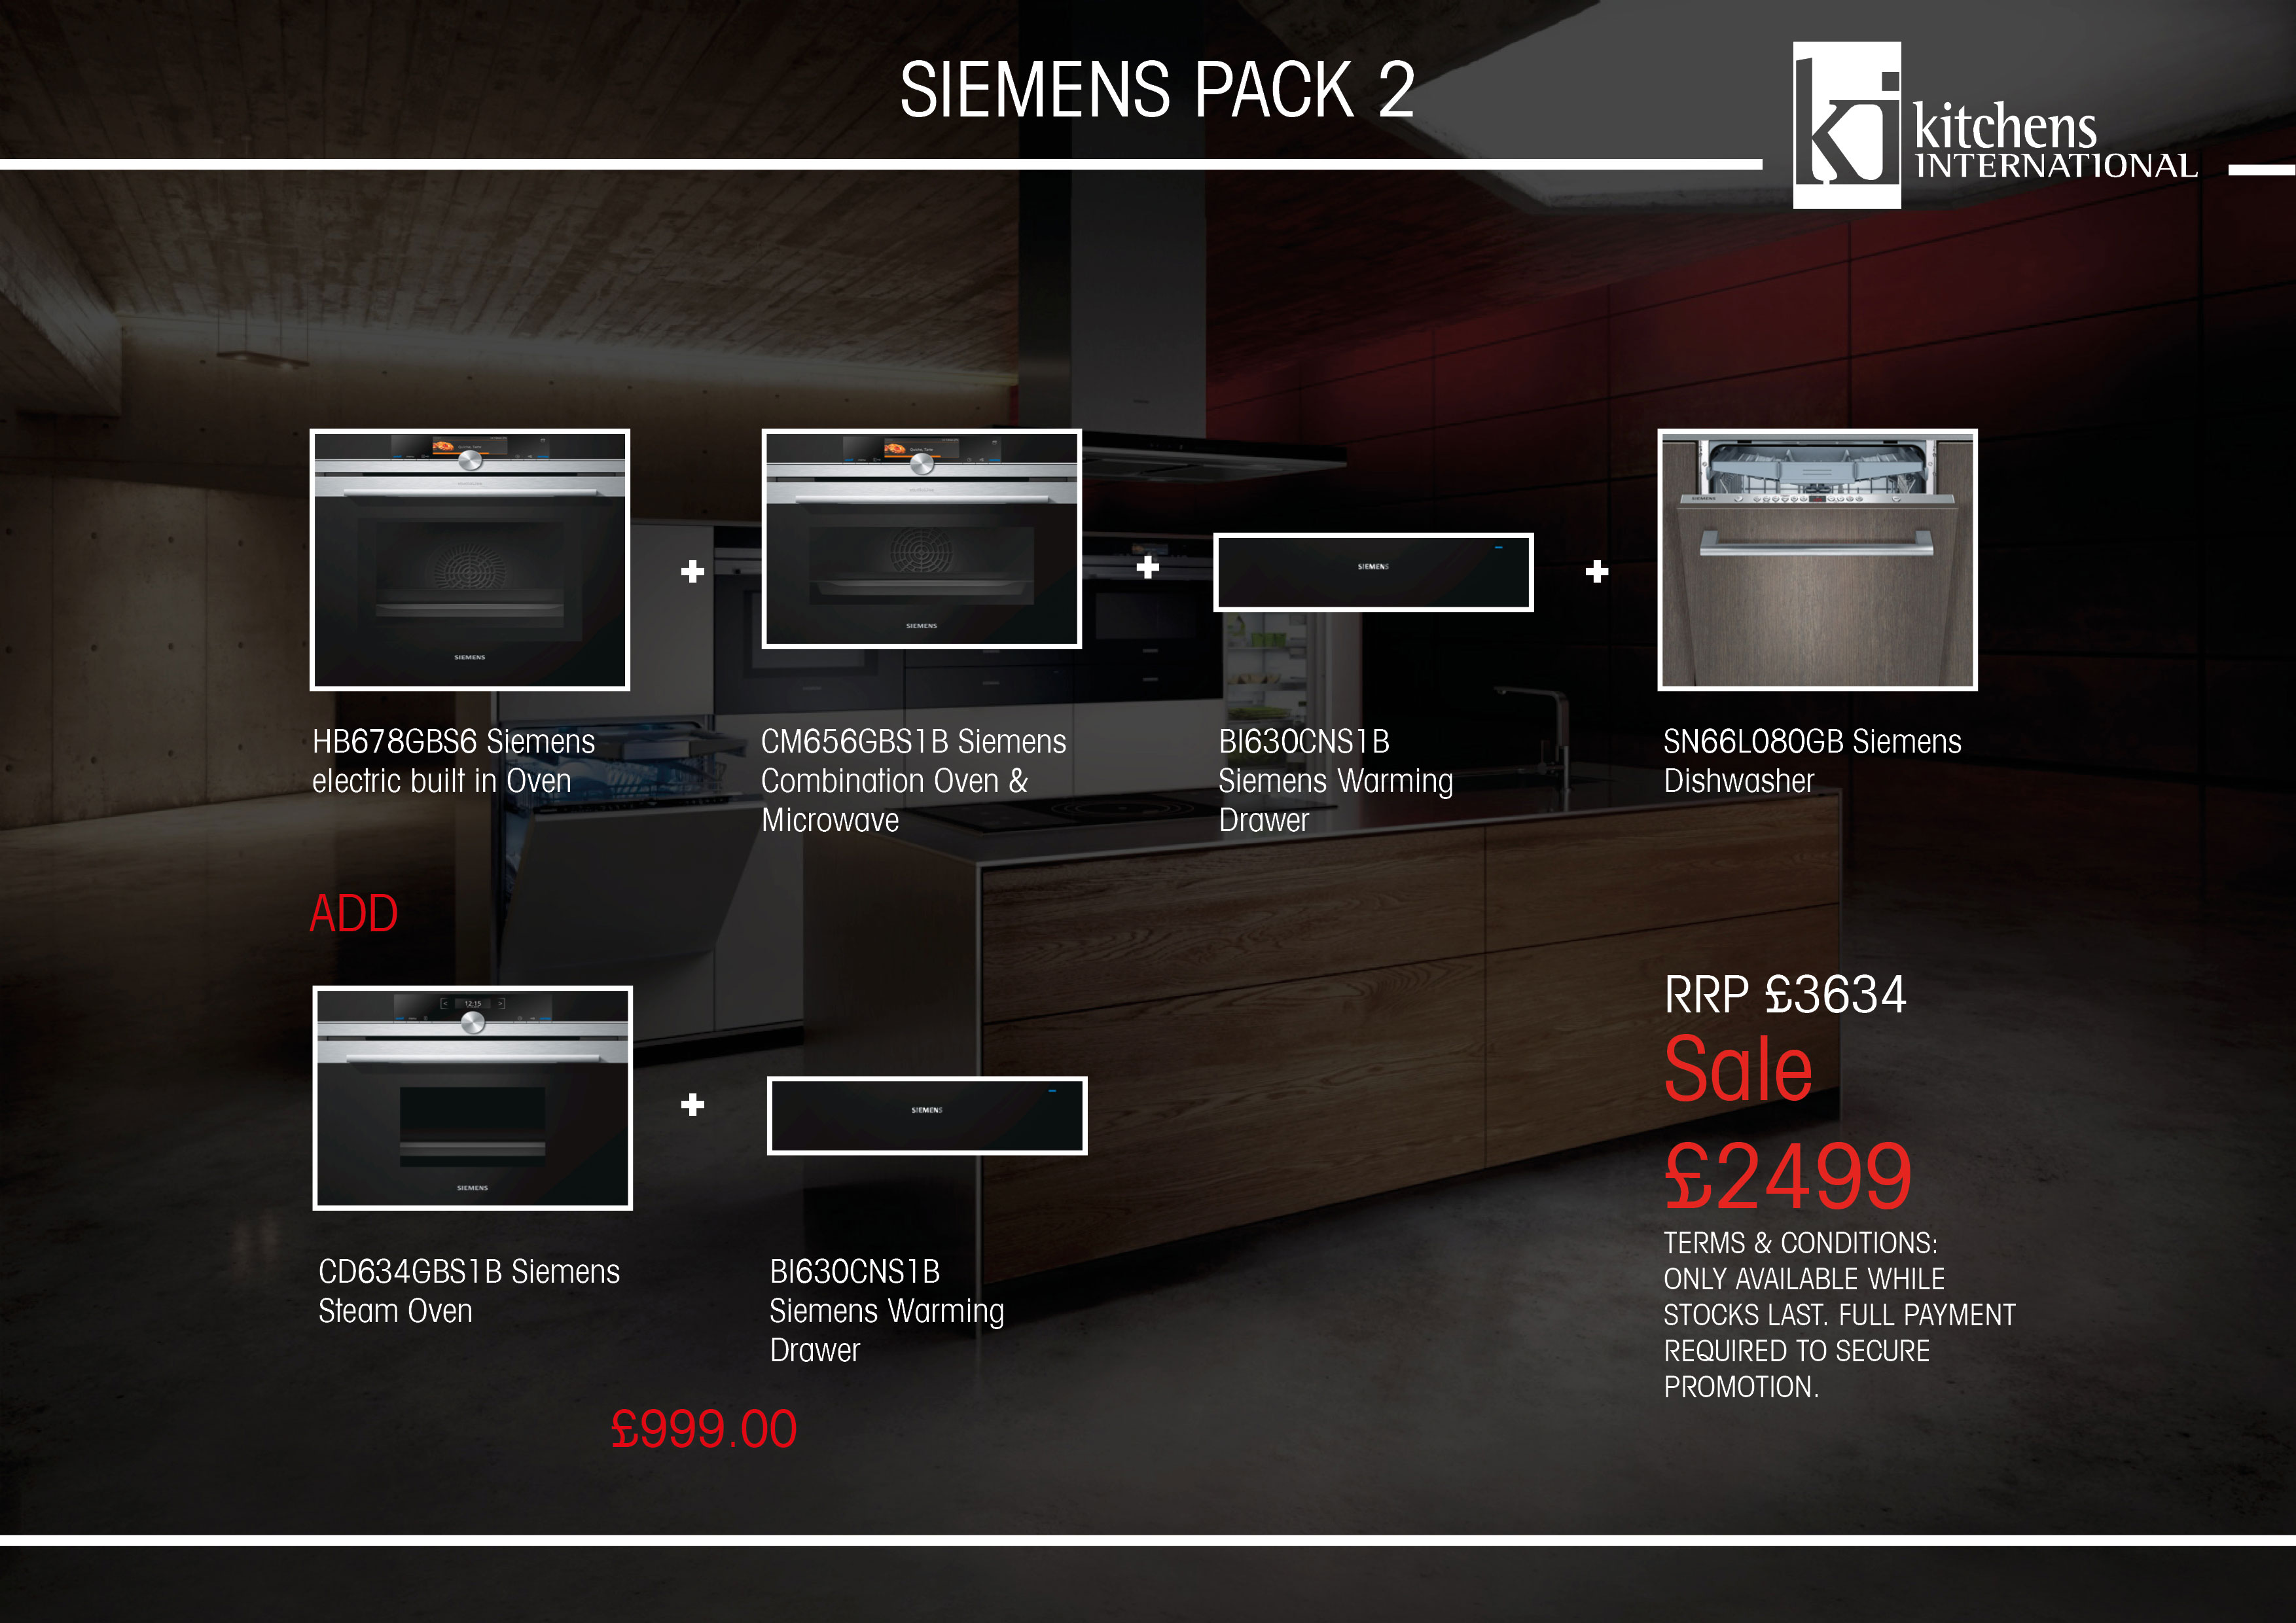 SIEMENS PACK 2
ki
kitchens
INTERNATIONAL
SIEMENS
SIEMENS
SIEMENS
SIEMENS
HB678GBS6 Siemens
electric built in Oven
CM656GBS1B Siemens
Combination Oven &
Microwave
BI630CNS1B
Siemens Warming
Drawer
SN66L080GB Siemens
Dishwasher
ADD
12:15
SIEMENS
SIEMENS
CD634GBS1B Siemens
Steam Oven
BI630CNS1B
Siemens Warming
Drawer
£999.00
RRP £3634
Sale
£2499
TERMS & CONDITIONS:
ONLY AVAILABLE WHILE
STOCKS LAST. FULL PAYMENT
REQUIRED TO SECURE
PROMOTION.